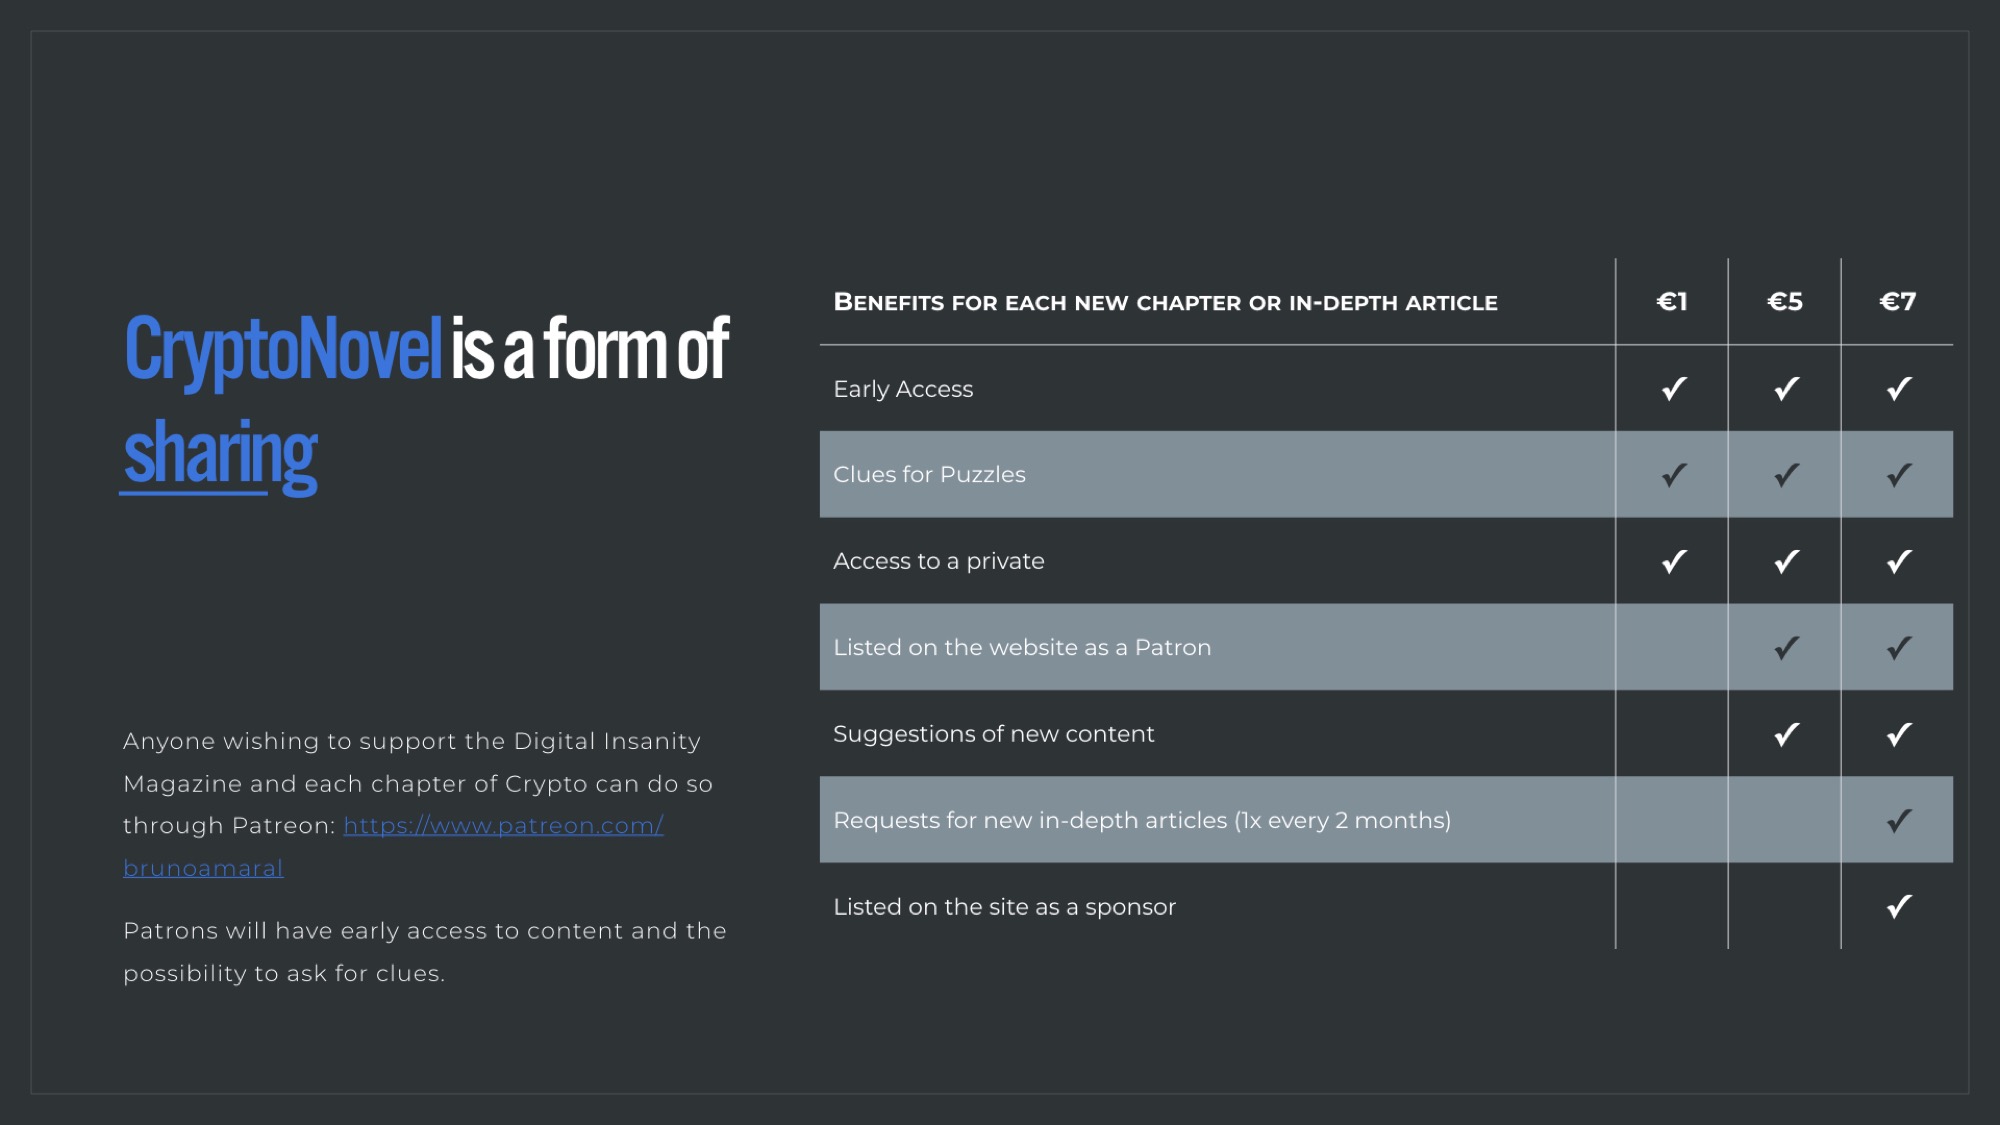 CryptoNovel is a form of
sharing
Anyone wishing to support the Digital Insanity
Magazine and each chapter of Crypto can do so
through Patreon: https://www.patreon.com/
brunoamaral
Patrons will have early access to content and the
possibility to ask for clues.
Benefits for each new chapter or in-depth article €1 €5 €7
Early Access ✓ ✓ ✓
Clues for Puzzles ✓ ✓ ✓
Access to a private ✓ ✓ ✓
Listed on the website as a Patron ✓ ✓
Suggestions of new content ✓ ✓
Requests for new in-depth articles (1x every 2 months) ✓
Listed on the site as a sponsor ✓